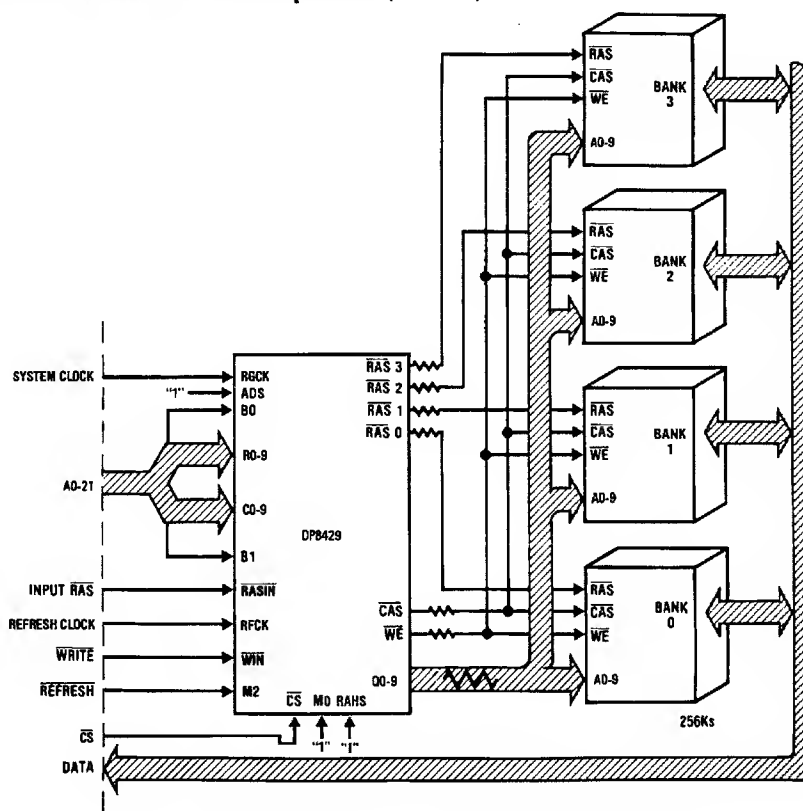 RAS
CAS
WE
A0-9
BANK
3
RAS
CAS
WE
A0-9
BANK
2
RAS
CAS
WE
A0-9
BANK
1
RAS
CAS
WE
A0-9
BANK
0
256Ks
SYSTEM CLOCK
"1"
A0-21
INPUT RAS
REFRESH CLOCK
WRITE
REFRESH
CS
DATA
RGCK
ADS
B0
R0-9
C0-9
B1
RASIN
RFCK
WIN
M2
DP8429
RAS 3
RAS 2
RAS 1
RAS 0
CAS
WE
Q0-9
CS M0 RAHS
"1" "1"